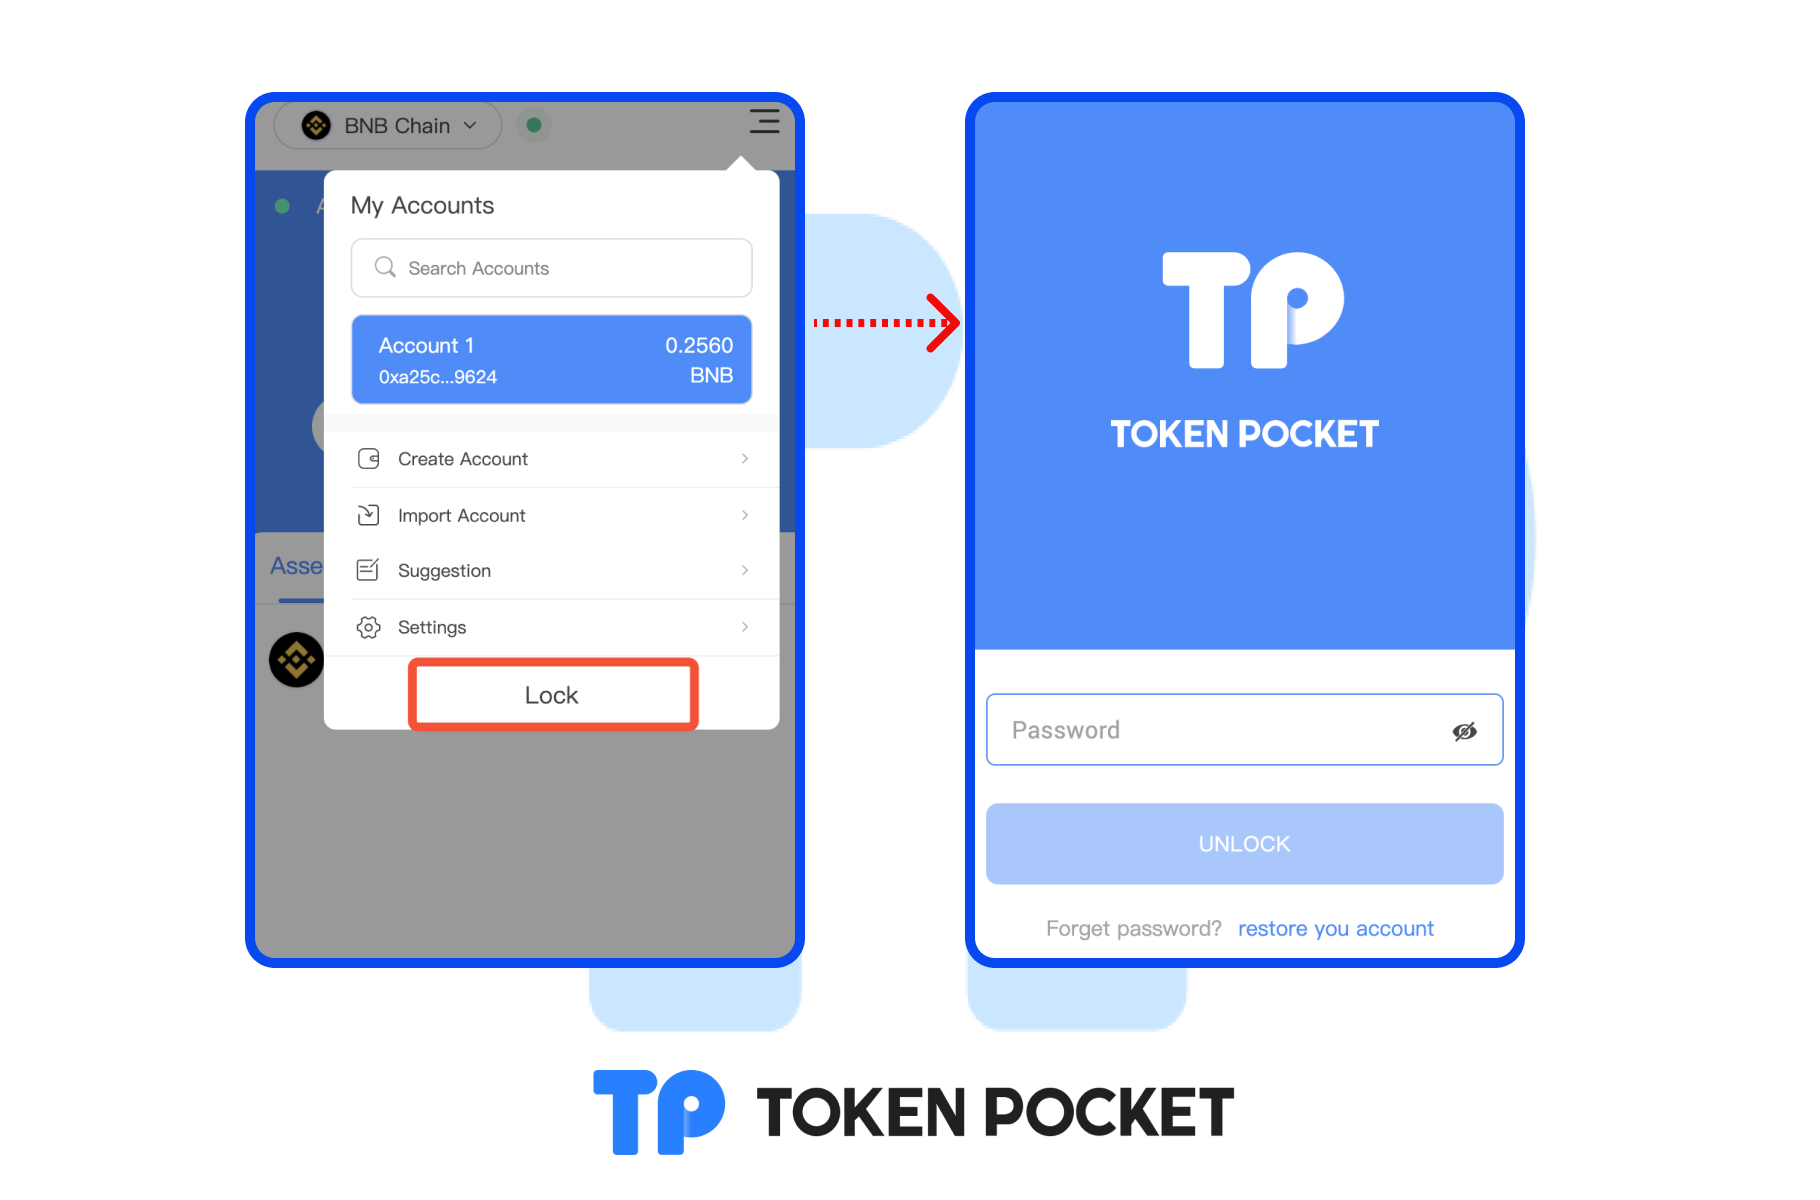 BNB Chain
My Accounts
Search Accounts
Account 1
0.2560
0xa25c...9624
BNB
Create Account
Import Account
Suggestion
Asse
Settings
Lock
TP
TOKEN POCKET
Password
UNLOCK
Forget password? restore you account
TP TOKEN POCKET